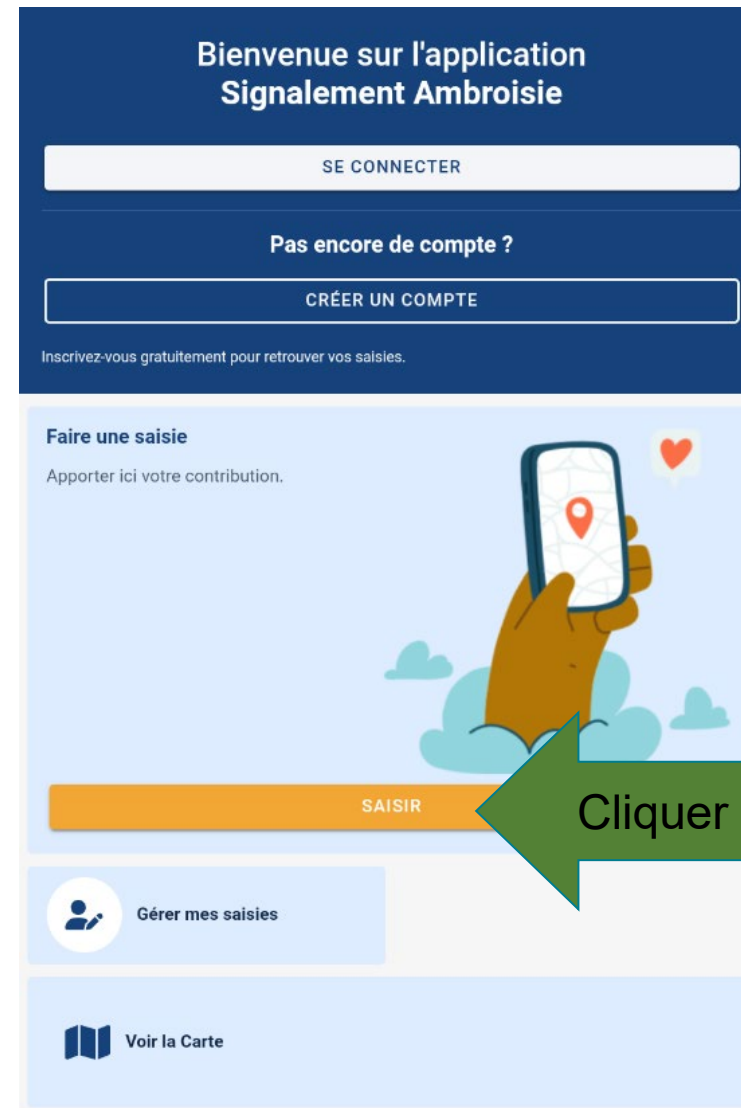 Bienvenue sur l'application
Signalement Ambroisie
SE CONNECTER
Pas encore de compte ?
CRÉER UN COMPTE
Inscrivez-vous gratuitement pour retrouver vos saisies.
Faire une saisie
Apporter ici votre contribution.
SAISIR
Cliquer
Gérer mes saisies
Voir la Carte